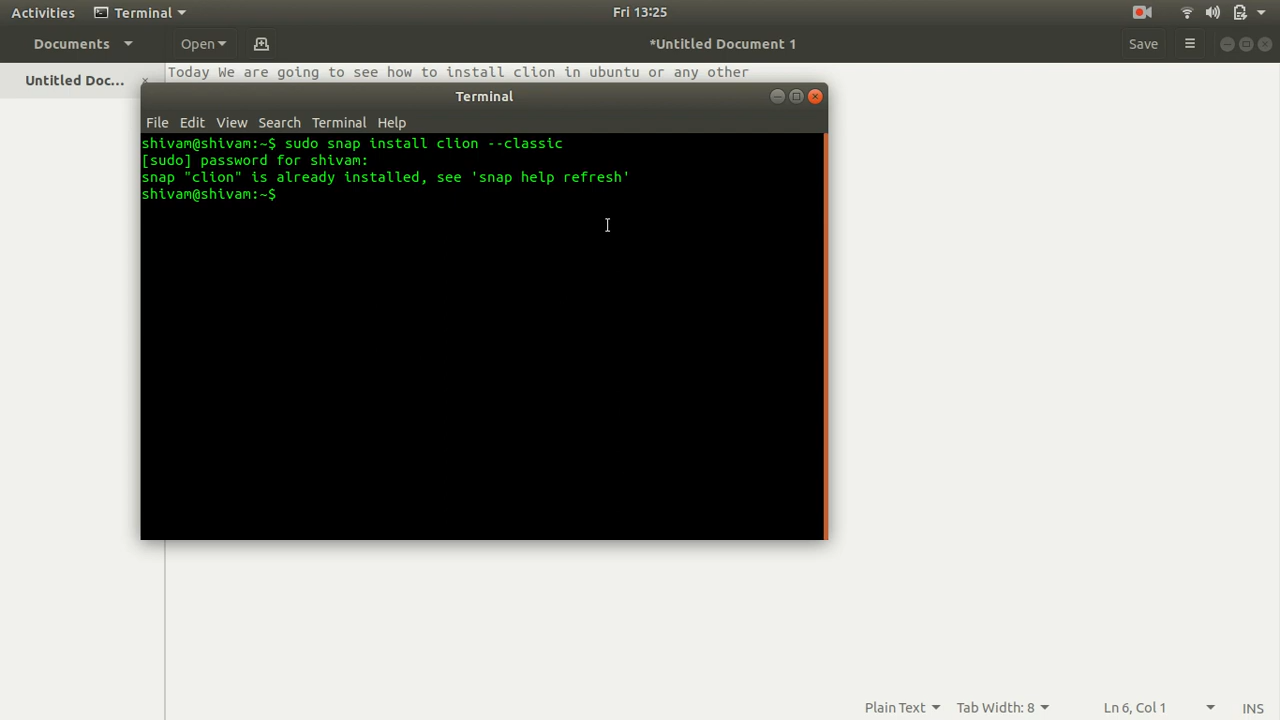 Activities Terminal Fri 13:25
Documents Open *Untitled Document 1 Save
Untitled Doc... × Today We are going to see how to install clion in ubuntu or any other
Terminal
File Edit View Search Terminal Help
shivam@shivam:~$ sudo snap install clion --classic
[sudo] password for shivam:
snap "clion" is already installed, see 'snap help refresh'
shivam@shivam:~$
Plain Text Tab Width: 8 Ln 6, Col 1 INS